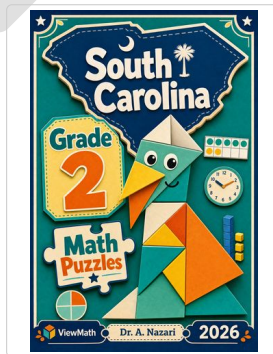 South
Carolina
Grade
2
Math
Puzzles
ViewMath
Dr. A. Nazari
2026